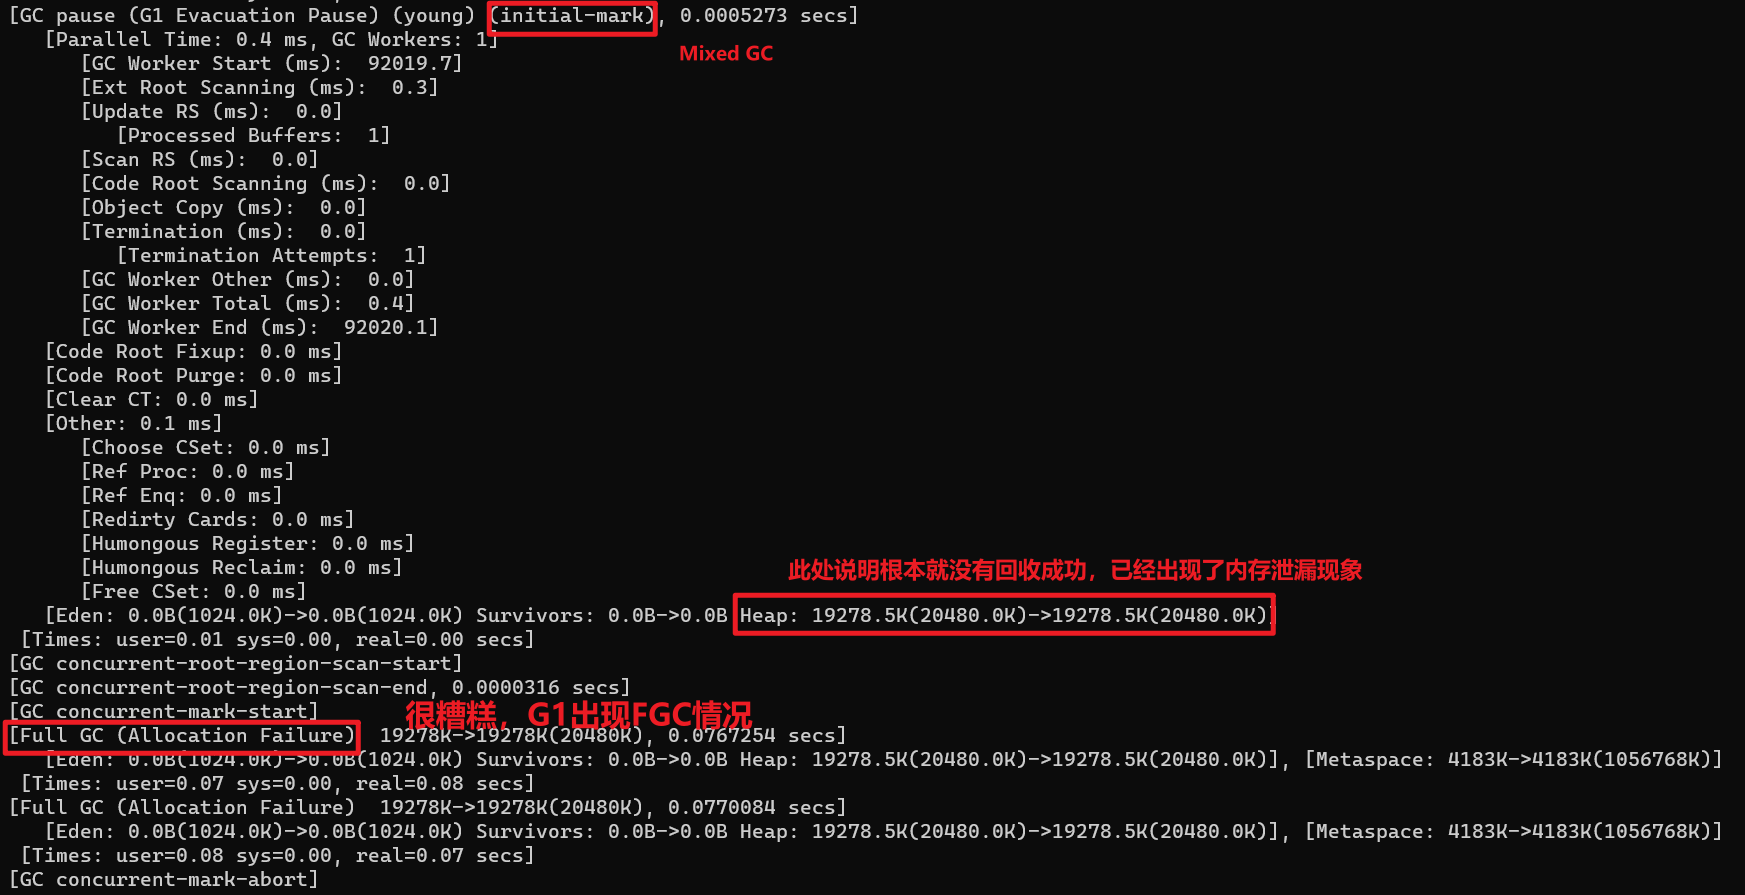 [GC pause (G1 Evacuation Pause) (young) (initial-mark), 0.0005273 secs]
[Parallel Time: 0.4 ms, GC Workers: 1]
Mixed GC
[GC Worker Start (ms):  92019.7]
[Ext Root Scanning (ms):  0.3]
[Update RS (ms):  0.0]
[Processed Buffers:  1]
[Scan RS (ms):  0.0]
[Code Root Scanning (ms):  0.0]
[Object Copy (ms):  0.0]
[Termination (ms):  0.0]
[Termination Attempts:  1]
[GC Worker Other (ms):  0.0]
[GC Worker Total (ms):  0.4]
[GC Worker End (ms):  92020.1]
[Code Root Fixup: 0.0 ms]
[Code Root Purge: 0.0 ms]
[Clear CT: 0.0 ms]
[Other: 0.1 ms]
[Choose CSet: 0.0 ms]
[Ref Proc: 0.0 ms]
[Ref Enq: 0.0 ms]
[Redirty Cards: 0.0 ms]
[Humongous Register: 0.0 ms]
[Humongous Reclaim: 0.0 ms]
此处说明根本就没有回收成功，已经出现了内存泄漏现象
[Free CSet: 0.0 ms]
[Eden: 0.0B(1024.0K)->0.0B(1024.0K) Survivors: 0.0B->0.0B Heap: 19278.5K(20480.0K)->19278.5K(20480.0K)]
[Times: user=0.01 sys=0.00, real=0.00 secs]
[GC concurrent-root-region-scan-start]
[GC concurrent-root-region-scan-end, 0.0000316 secs]
[GC concurrent-mark-start]
很糟糕，G1出现FGC情况
[Full GC (Allocation Failure)  19278K->19278K(20480K), 0.0767254 secs]
[Eden: 0.0B(1024.0K)->0.0B(1024.0K) Survivors: 0.0B->0.0B Heap: 19278.5K(20480.0K)->19278.5K(20480.0K)], [Metaspace: 4183K->4183K(1056768K)]
[Times: user=0.07 sys=0.00, real=0.08 secs]
[Full GC (Allocation Failure)  19278K->19278K(20480K), 0.0770084 secs]
[Eden: 0.0B(1024.0K)->0.0B(1024.0K) Survivors: 0.0B->0.0B Heap: 19278.5K(20480.0K)->19278.5K(20480.0K)], [Metaspace: 4183K->4183K(1056768K)]
[Times: user=0.08 sys=0.00, real=0.07 secs]
[GC concurrent-mark-abort]